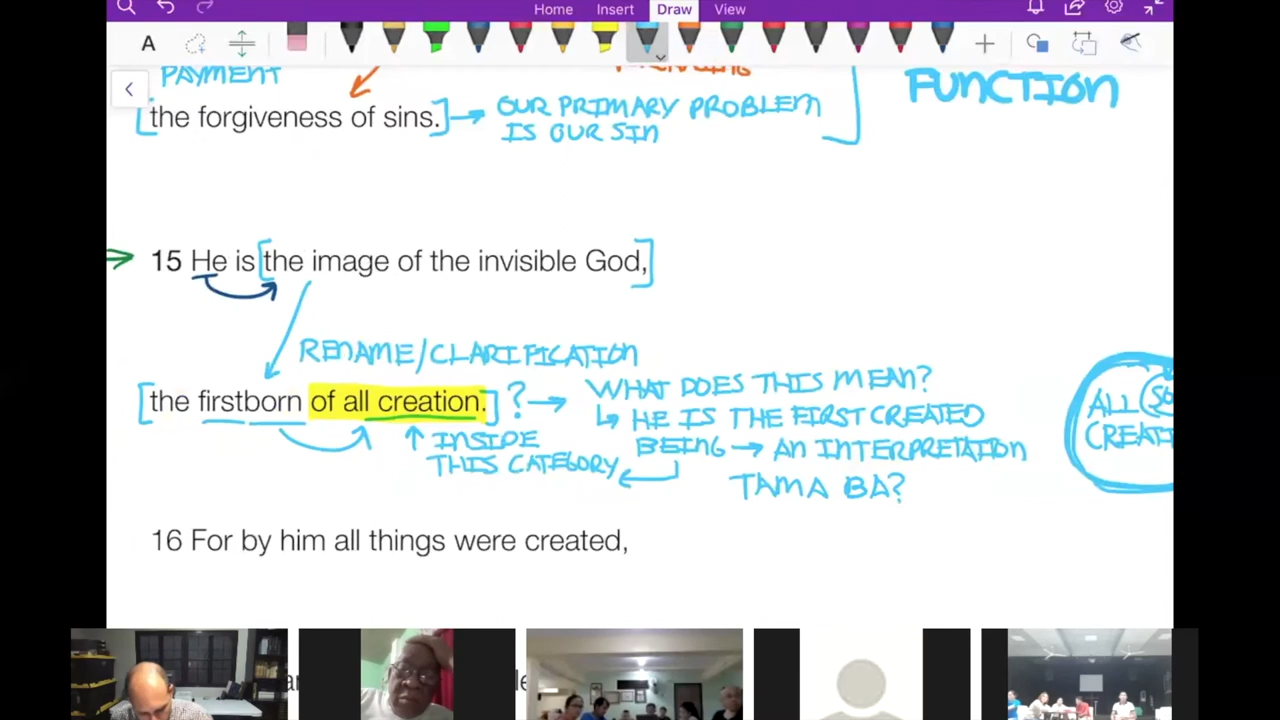 Home Insert Draw View
A
PAYMENT
FUNCTION
the forgiveness of sins. OUR PRIMARY PROBLEM
IS OUR SIN
15 He is the image of the invisible God,
RENAME/CLARIFICATION
the firstborn of all creation. ? → WHAT DOES THIS MEAN?
↳ HE IS THE FIRST CREATED
BEING → AN INTERPRETATION
INSIDE
THIS CATEGORY
TAMA BA?
ALL
16 For by him all things were created,